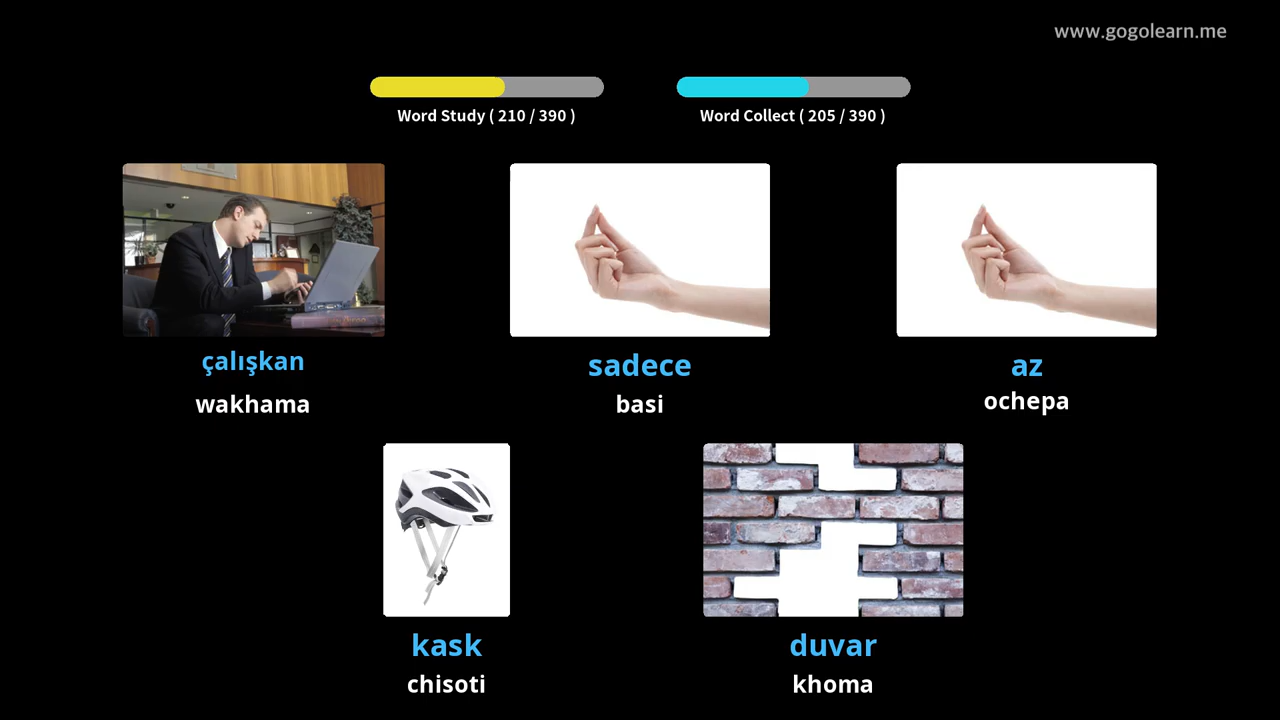 www.gogolearn.me
Word Study ( 210 / 390 )
Word Collect ( 205 / 390 )
çalışkan
wakhama
sadece
basi
az
ochepa
kask
chisoti
duvar
khoma